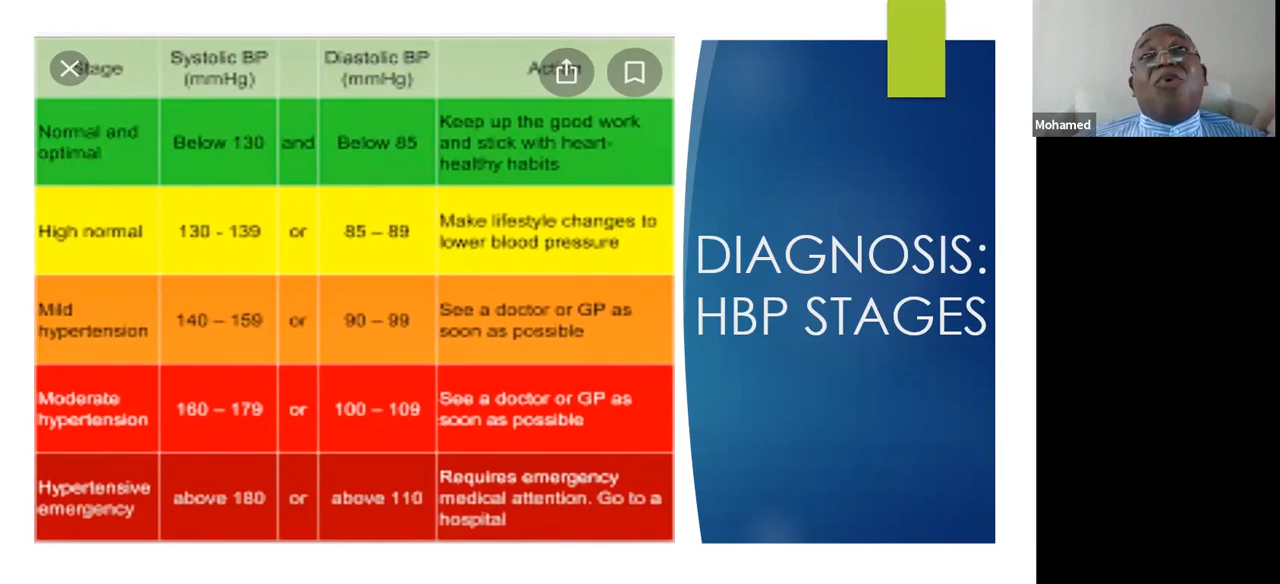 Stage
Systolic BP
(mmHg)
Diastolic BP
(mmHg)
Action
Normal and
optimal
Below 130
and
Below 85
Keep up the good work
and stick with heart-
healthy habits
High normal
130 - 139
or
85 – 89
Make lifestyle changes to
lower blood pressure
Mild
hypertension
140 – 159
or
90 – 99
See a doctor or GP as
soon as possible
Moderate
hypertension
160 – 179
or
100 – 109
See a doctor or GP as
soon as possible
Hypertensive
emergency
above 180
or
above 110
Requires emergency
medical attention. Go to a
hospital
DIAGNOSIS:
HBP STAGES
Mohamed